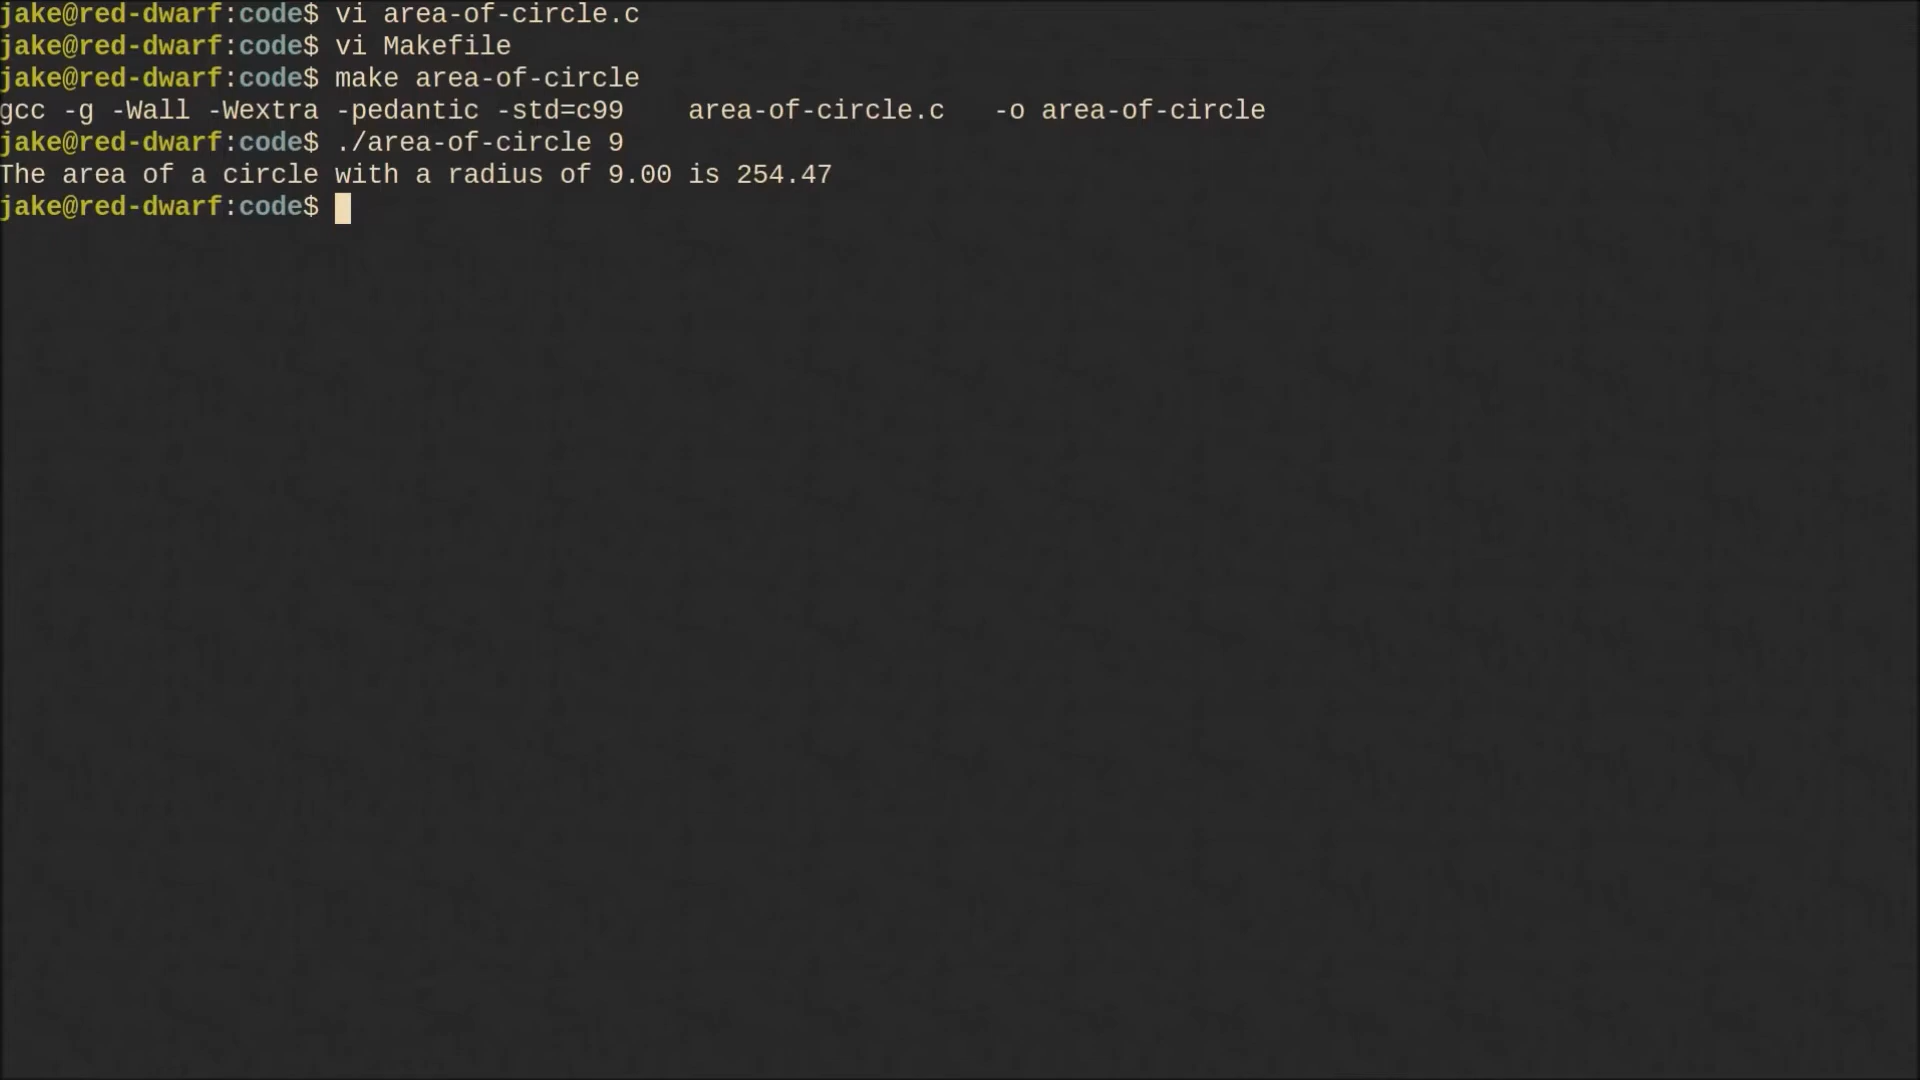 jake@red-dwarf:code$ vi area-of-circle.c
jake@red-dwarf:code$ vi Makefile
jake@red-dwarf:code$ make area-of-circle
gcc -g -Wall -Wextra -pedantic -std=c99    area-of-circle.c   -o area-of-circle
jake@red-dwarf:code$ ./area-of-circle 9
The area of a circle with a radius of 9.00 is 254.47
jake@red-dwarf:code$